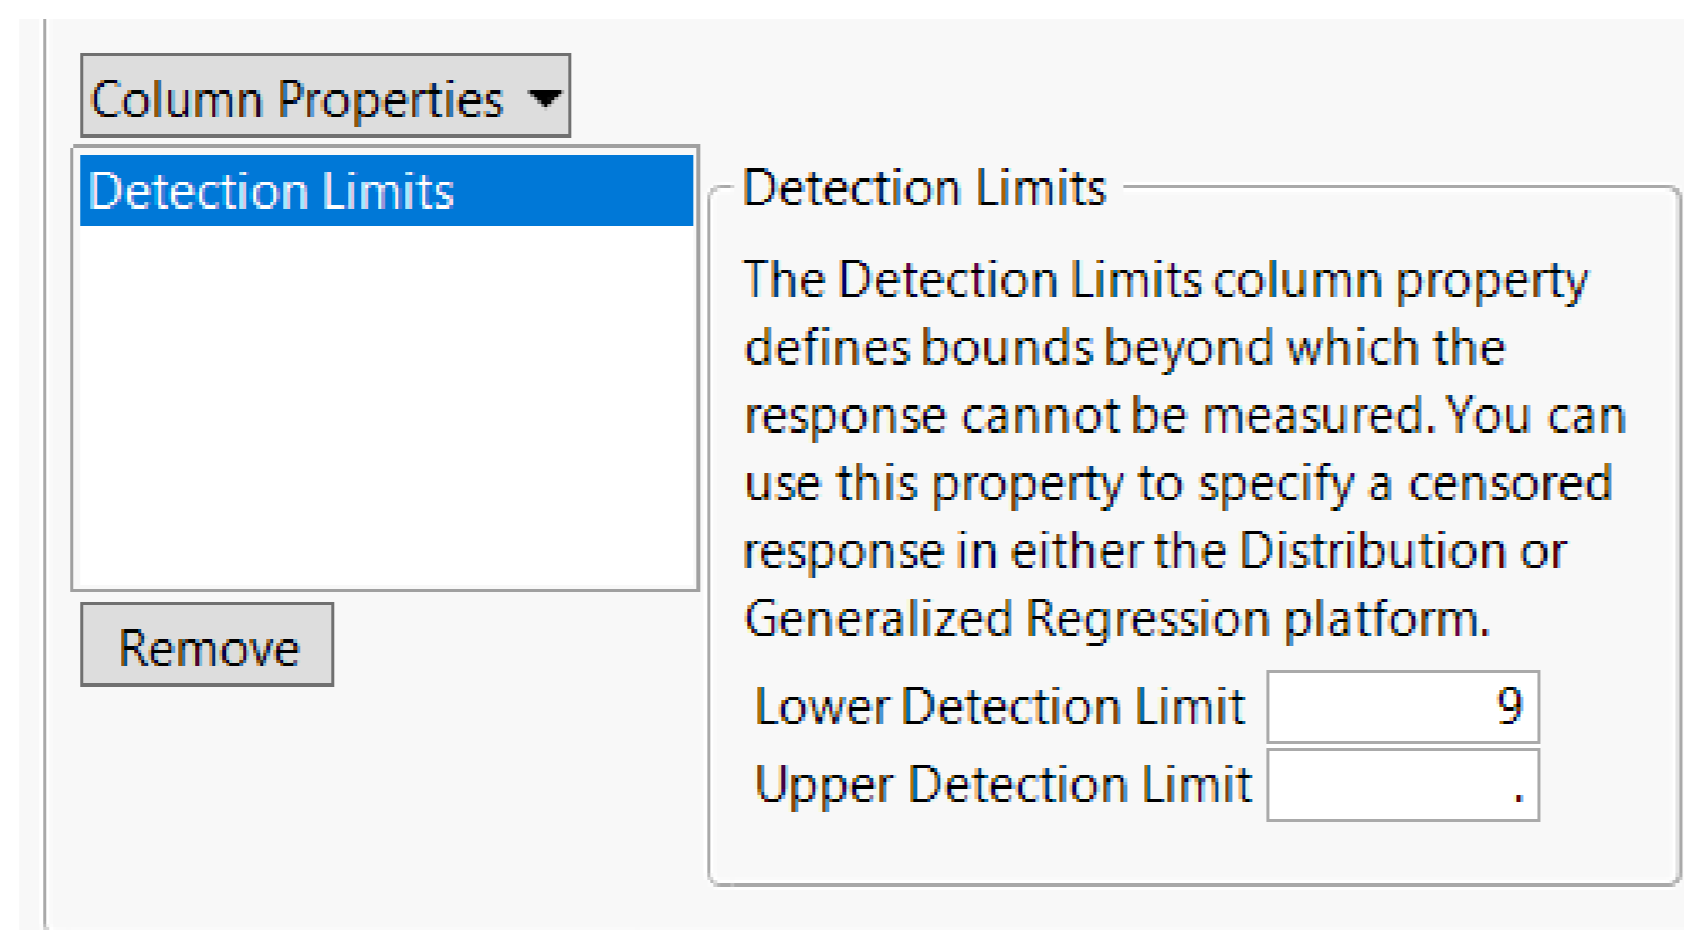 Column Properties
Detection Limits
Detection Limits
The Detection Limits column property
defines bounds beyond which the
response cannot be measured. You can
use this property to specify a censored
response in either the Distribution or
Generalized Regression platform.
Remove
Lower Detection Limit 9
Upper Detection Limit .